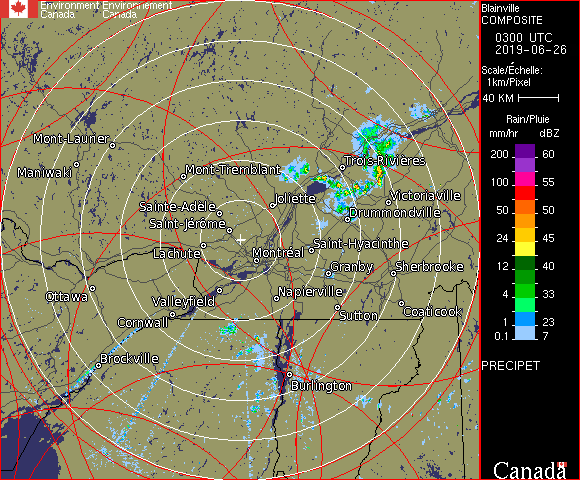 Environment Environnement
Canada Canada
Blainville
COMPOSITE
0300 UTC
2019-06-26
Scale/Échelle:
1km/Pixel
40 KM
Rain/Pluie
mm/hr dBZ
200 60
100 55
50 50
24 45
12 40
4 33
1 23
0.1 7
PRECIPET
Canada
Mont-Laurier
Maniwaki
Mont-Tremblant
Trois-Rivières
Joliette
Victoriaville
Sainte-Adèle
Drummondville
Saint-Jérôme
Saint-Hyacinthe
Lachute
Montréal
Granby
Sherbrooke
Ottawa
Valleyfield
Napierville
Cornwall
Sutton
Coaticook
Brockville
Burlington